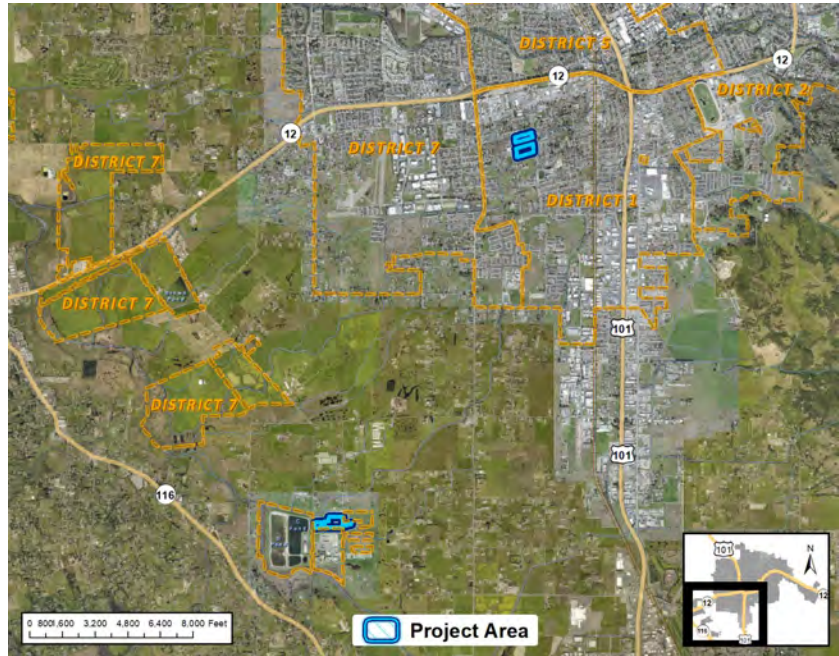 DISTRICT 5
12
12
DISTRICT 2
12
DISTRICT 7
DISTRICT 7
DISTRICT 1
DISTRICT 7
101
DISTRICT 7
101
116
0 800 1,600 3,200 4,800 6,400 8,000 Feet
Project Area
N
101
12
12
116
101